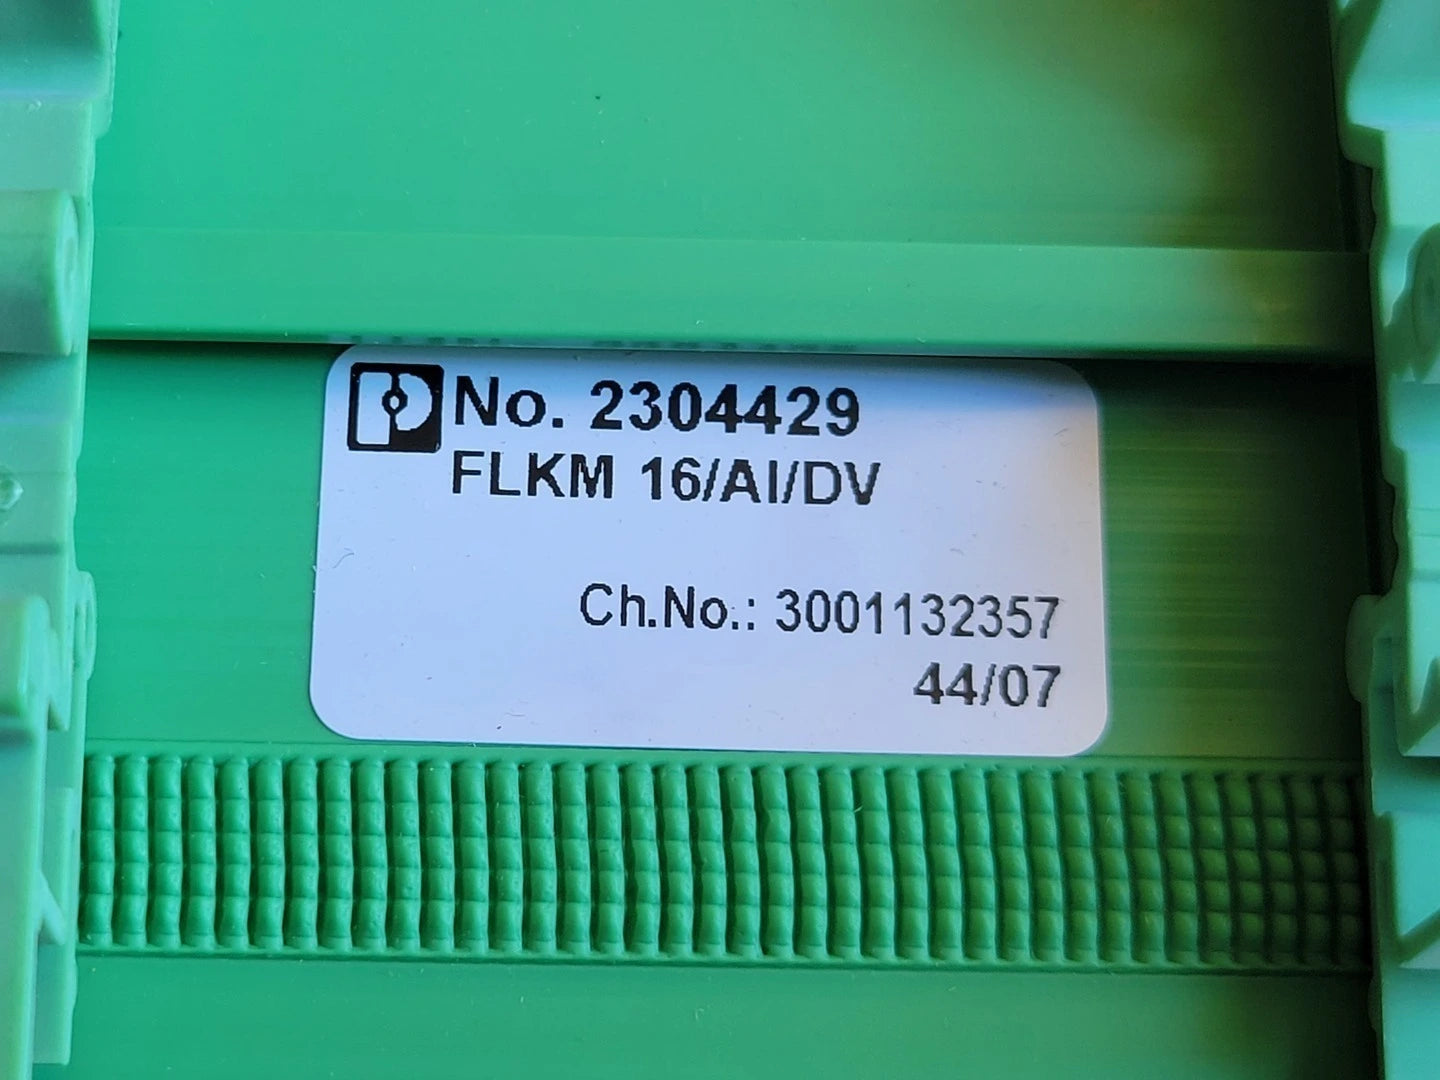 No. 2304429
FLKM 16/AI/DV
Ch.No.: 3001132357
44/07